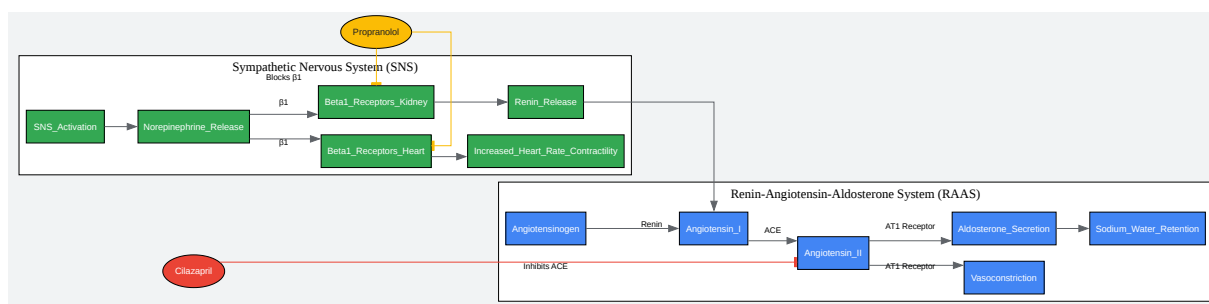 Propranolol
Sympathetic Nervous System (SNS)
Blocks β1
SNS_Activation
Norepinephrine_Release
β1
β1
Beta1_Receptors_Kidney
Renin_Release
Beta1_Receptors_Heart
Increased_Heart_Rate_Contractility
Renin-Angiotensin-Aldosterone System (RAAS)
Angiotensinogen
Renin
Angiotensin_I
ACE
Angiotensin_II
AT1 Receptor
Aldosterone_Secretion
Sodium_Water_Retention
AT1 Receptor
Vasoconstriction
Cilazapril
Inhibits ACE